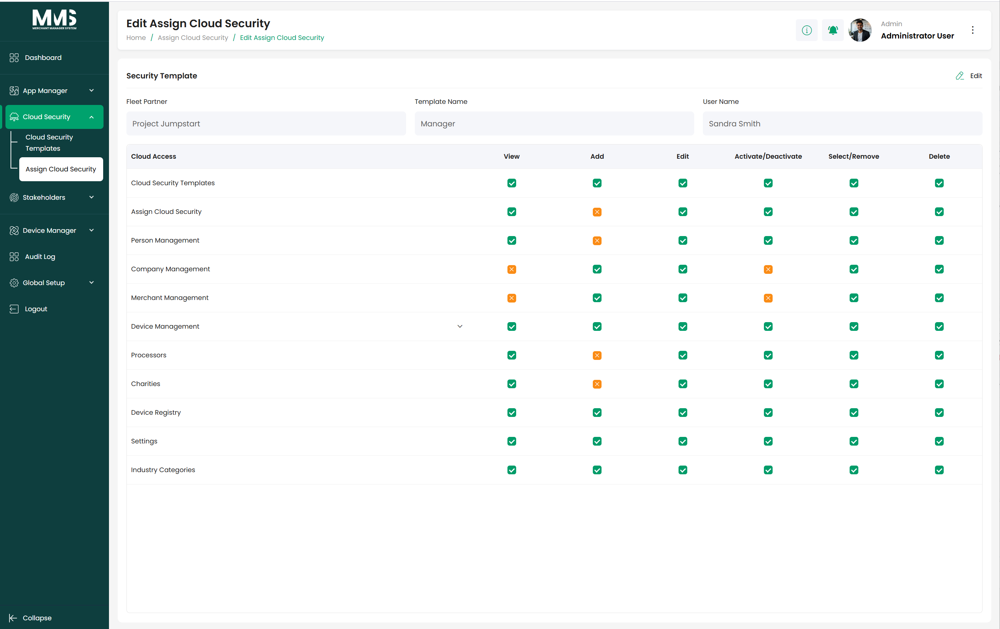 MMS
MERCHANT MANAGER SYSTEM
Dashboard
App Manager
Cloud Security
Cloud Security
Templates
Assign Cloud Security
Stakeholders
Device Manager
Audit Log
Global Setup
Logout
Collapse
Edit Assign Cloud Security
Home / Assign Cloud Security / Edit Assign Cloud Security
Admin
Administrator User
Security Template
Edit
Fleet Partner Template Name User Name
Project Jumpstart Manager Sandra Smith
Cloud Access View Add Edit Activate/Deactivate Select/Remove Delete
Cloud Security Templates
Assign Cloud Security
Person Management
Company Management
Merchant Management
Device Management
Processors
Charities
Device Registry
Settings
Industry Categories